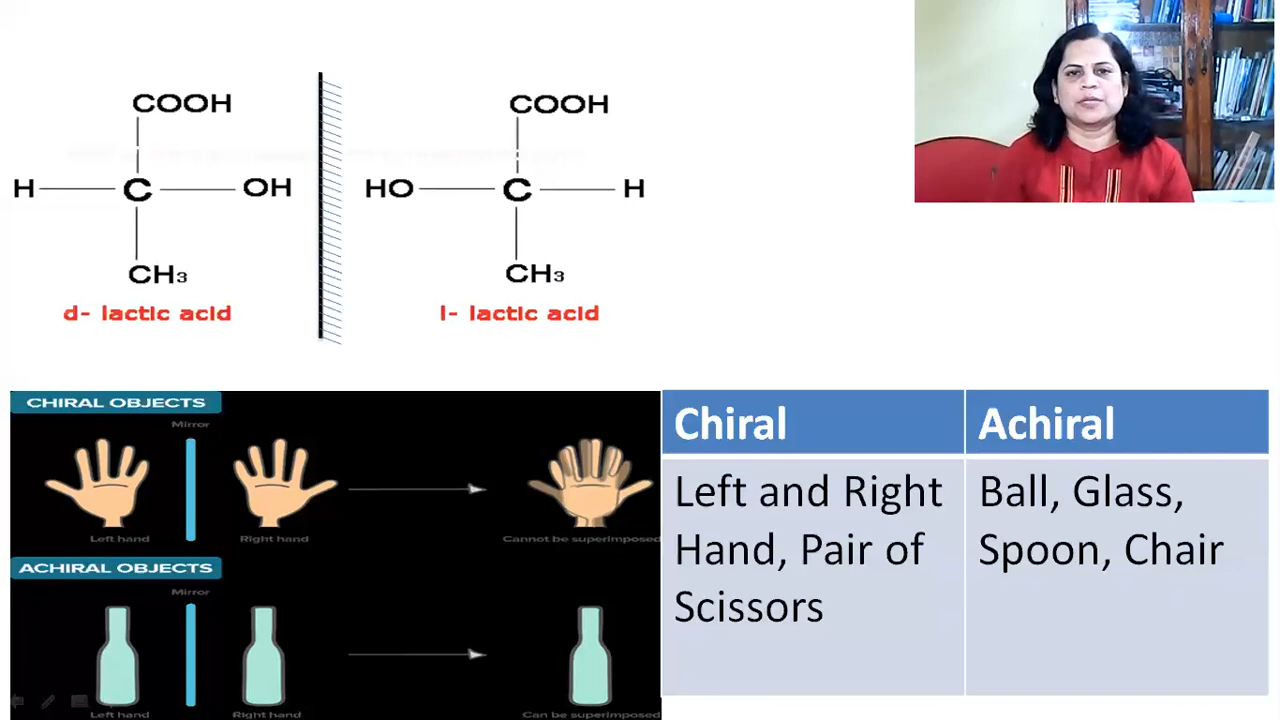 COOH
H C OH
CH₃
d- lactic acid
COOH
HO C H
CH₃
l- lactic acid
CHIRAL OBJECTS
Mirror
Left hand
Right hand
Cannot be superimposed
ACHIRAL OBJECTS
Mirror
Left hand
Right hand
Can be superimposed
Chiral
Achiral
Left and Right
Hand, Pair of
Scissors
Ball, Glass,
Spoon, Chair